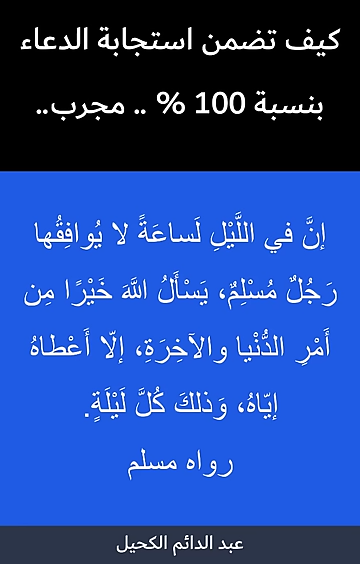 كيف تضمن استجابة الدعاء
بنسبة 100 % .. مجرب..
إنَّ في اللَّيْلِ لَساعَةً لا يُوافِقُها
رَجُلٌ مُسْلِمٌ، يَسْأَلُ اللَّهَ خَيْرًا مِن
أَمْرِ الدُّنْيا والآخِرَةِ، إلّا أَعْطاهُ
إيّاهُ، وَذلكَ كُلَّ لَيْلَةٍ.
رواه مسلم
عبد الدائم الكحيل